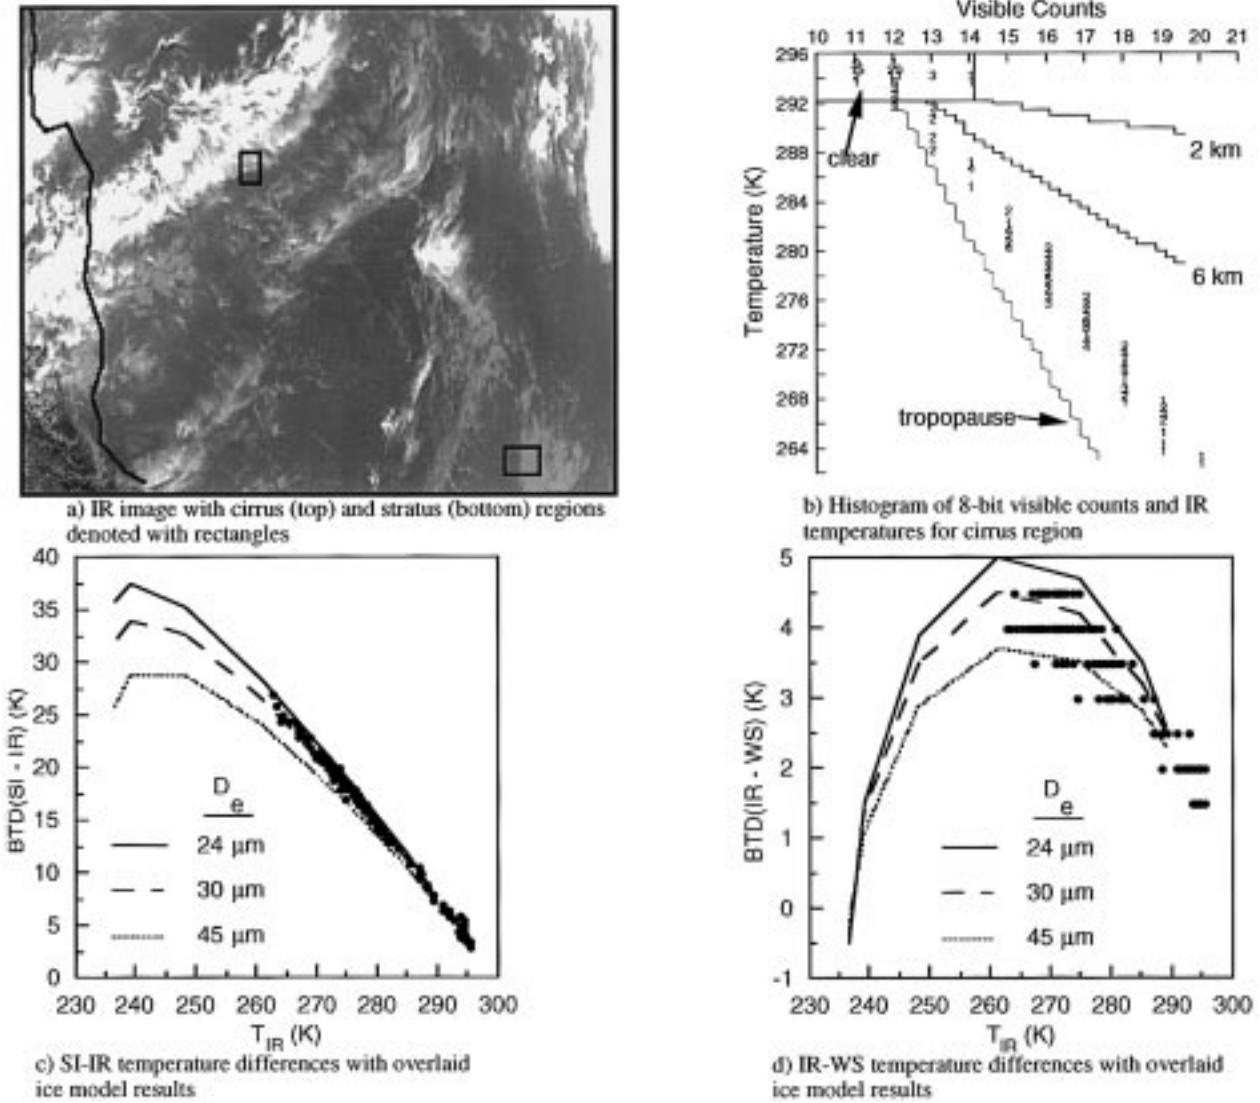 Visible Counts
10 11 12 13 14 15 16 17 18 19 20 21
296
292
288
284
280
276
272
268
264
Temperature (K)
clear
2 km
6 km
tropopause
a) IR image with cirrus (top) and stratus (bottom) regions
denoted with rectangles
b) Histogram of 8-bit visible counts and IR
temperatures for cirrus region
40
35
30
25
20
15
10
5
0
BTD(SI - IR) (K)
De
24 μm
30 μm
45 μm
230 240 250 260 270 280 290 300
TIR (K)
c) SI-IR temperature differences with overlaid
ice model results
5
4
3
2
1
0
-1
BTD(IR - WS) (K)
De
24 μm
30 μm
45 μm
230 240 250 260 270 280 290 300
TIR (K)
d) IR-WS temperature differences with overlaid
ice model results